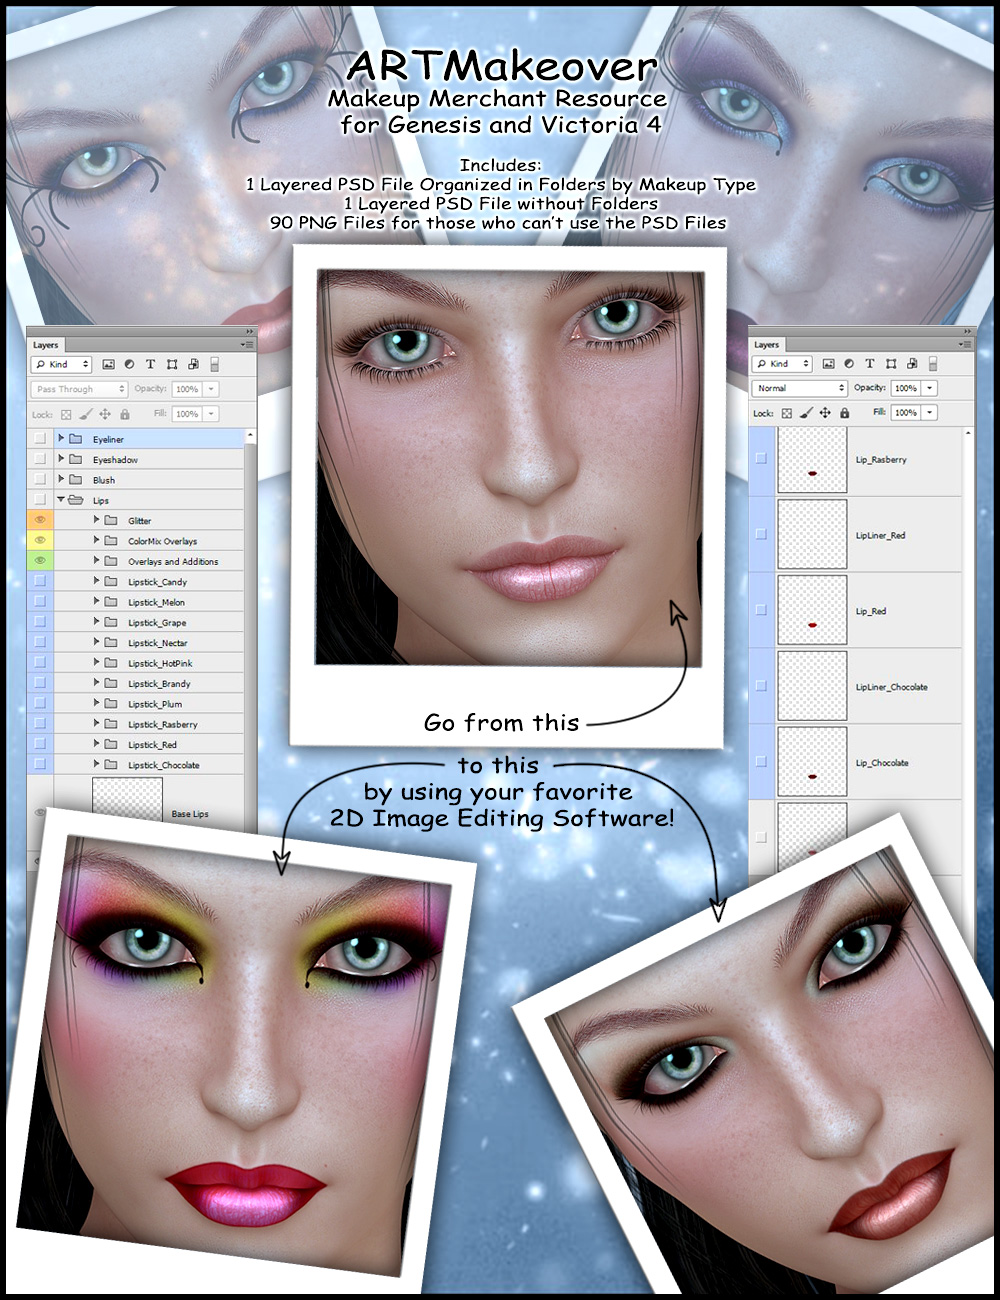 ARTMakeover
Makeup Merchant Resource
for Genesis and Victoria 4
Includes:
1 Layered PSD File Organized in Folders by Makeup Type
1 Layered PSD File without Folders
90 PNG Files for those who can't use the PSD Files
Layers
Kind
T
Pass Through
Opacity:
100%
Lock:
Fill:
100%
Eyeliner
Eyeshadow
Blush
Lips
Glitter
ColorMix Overlays
Overlays and Additions
Lipstick_Candy
Lipstick_Melon
Lipstick_Grape
Lipstick_Nectar
Lipstick_HotPink
Lipstick_Brandy
Lipstick_Plum
Lipstick_Rasberry
Lipstick_Red
Lipstick_Chocolate
Base Lips
Layers
Kind
T
Normal
Opacity:
100%
Lock:
Fill:
100%
Lip_Rasberry
LipLiner_Red
Lip_Red
LipLiner_Chocolate
Lip_Chocolate
Go from this
to this
by using your favorite
2D Image Editing Software!